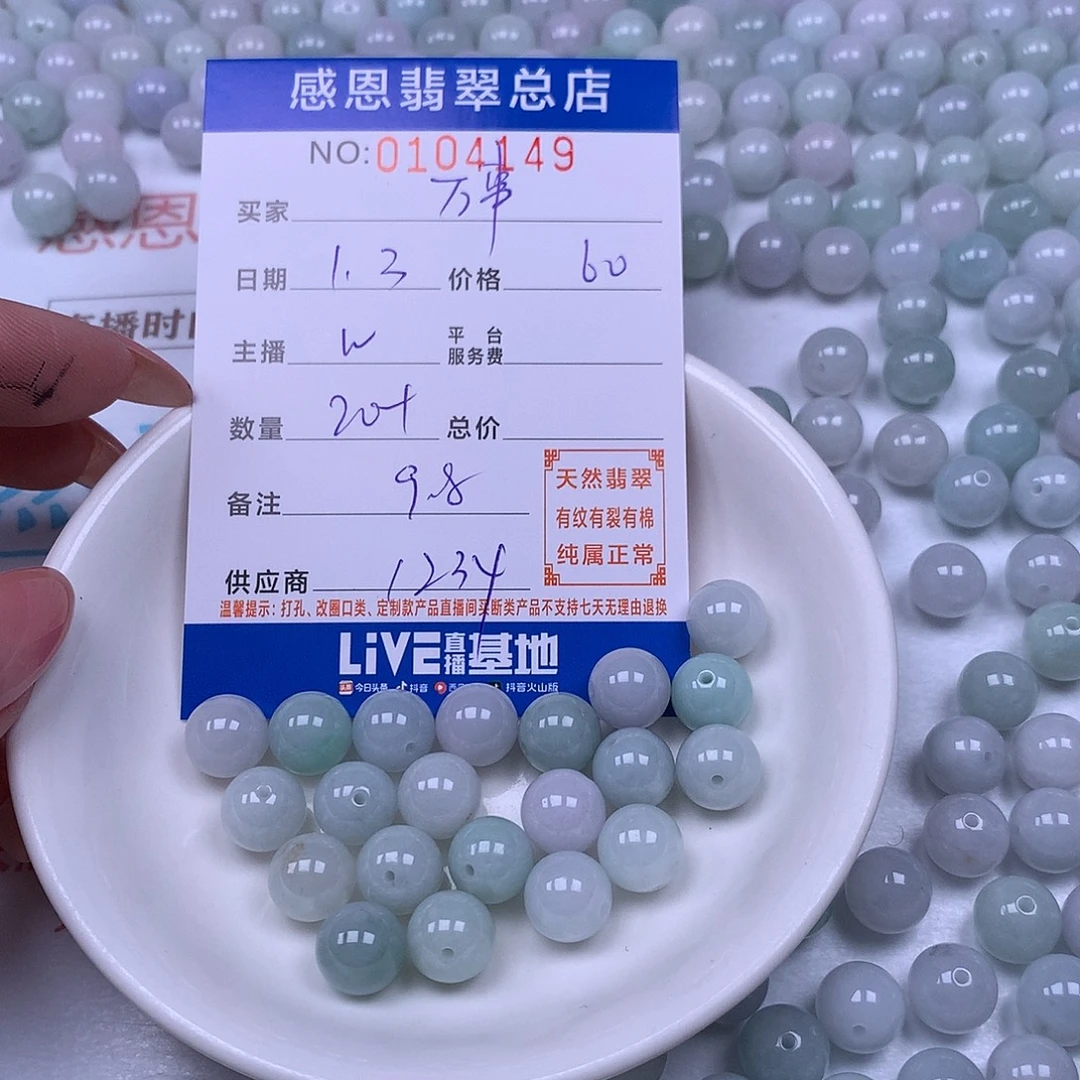 感恩翡翠总店
NO:0104149
买家 万事
日期 1.3 价格 60
主播 W 平台服务费
数量 20+ 总价
备注 9.8
天然翡翠
有纹有裂有棉
纯属正常
供应商 1234
温馨提示：打孔、改圈口类、定制款产品直播间买断类产品不支持七天无理由退换
LiVE直播基地
今日头条 抖音 抖音火山版
感恩
播时